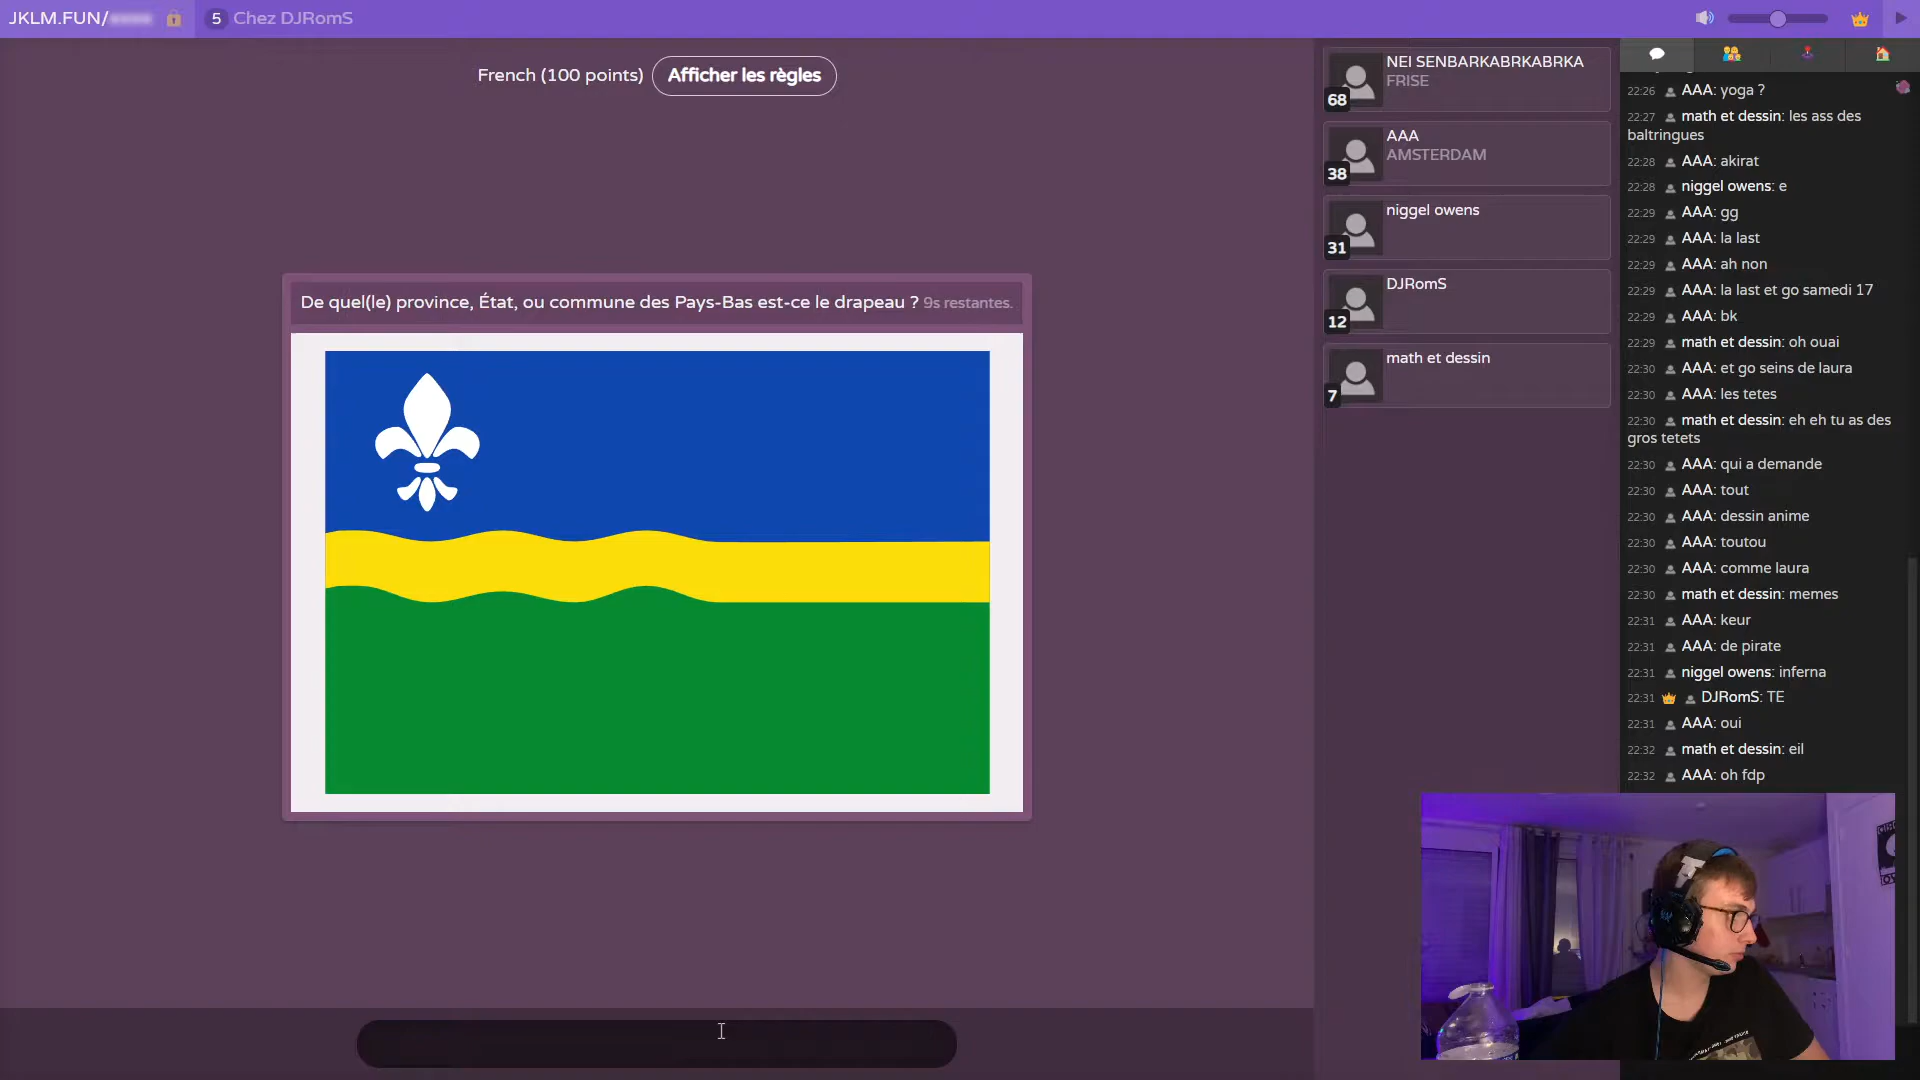 JKLM.FUN/
5 Chez DJRomS
French (100 points) Afficher les règles
De quel(le) province, État, ou commune des Pays-Bas est-ce le drapeau ? 9s restantes.
NEI SENBARKABRKABRKA
FRISE
68
AAA
AMSTERDAM
38
niggel owens
31
DJRomS
12
math et dessin
7
22:26 AAA: yoga ?
22:27 math et dessin: les ass des
baltringues
22:28 AAA: akirat
22:28 niggel owens: e
22:29 AAA: gg
22:29 AAA: la last
22:29 AAA: ah non
22:29 AAA: la last et go samedi 17
22:29 AAA: bk
22:29 math et dessin: oh ouai
22:30 AAA: et go seins de laura
22:30 AAA: les tetes
22:30 math et dessin: eh eh tu as des
gros tetets
22:30 AAA: qui a demande
22:30 AAA: tout
22:30 AAA: dessin anime
22:30 AAA: toutou
22:30 AAA: comme laura
22:30 math et dessin: memes
22:31 AAA: keur
22:31 AAA: de pirate
22:31 niggel owens: inferna
22:31 DJRomS: TE
22:31 AAA: oui
22:32 math et dessin: eil
22:32 AAA: oh fdp